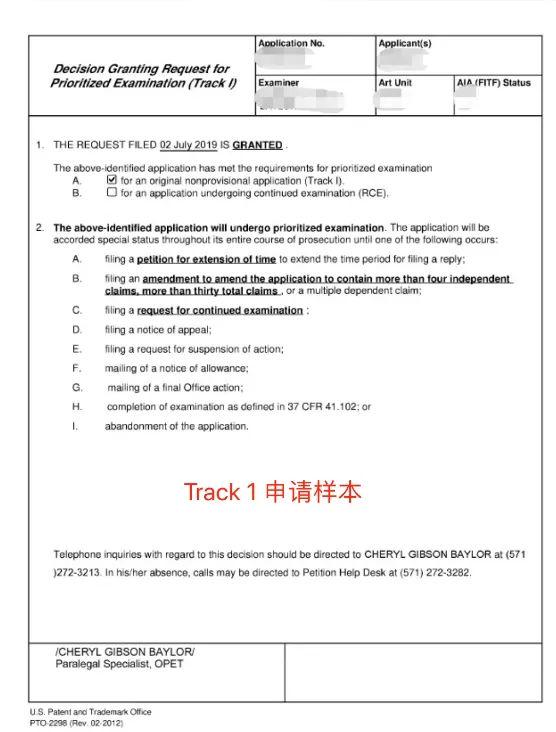 Decision Granting Request for
Prioritized Examination (Track I)
Application No.
Applicant(s)
Examiner
Art Unit
AIA (FITF) Status
1. THE REQUEST FILED 02 July 2019 IS GRANTED .
The above-identified application has met the requirements for prioritized examination
A. ☑ for an original nonprovisional application (Track I).
B. ☐ for an application undergoing continued examination (RCE).
2. The above-identified application will undergo prioritized examination. The application will be
accorded special status throughout its entire course of prosecution until one of the following occurs:
A. filing a petition for extension of time to extend the time period for filing a reply;
B. filing an amendment to amend the application to contain more than four independent
claims, more than thirty total claims , or a multiple dependent claim;
C. filing a request for continued examination ;
D. filing a notice of appeal;
E. filing a request for suspension of action;
F. mailing of a notice of allowance;
G. mailing of a final Office action;
H. completion of examination as defined in 37 CFR 41.102; or
I. abandonment of the application.
Track 1 申请样本
Telephone inquiries with regard to this decision should be directed to CHERYL GIBSON BAYLOR at (571
)272-3213. In his/her absence, calls may be directed to Petition Help Desk at (571) 272-3282.
/CHERYL GIBSON BAYLOR/
Paralegal Specialist, OPET
U.S. Patent and Trademark Office
PTO-2298 (Rev. 02-2012)